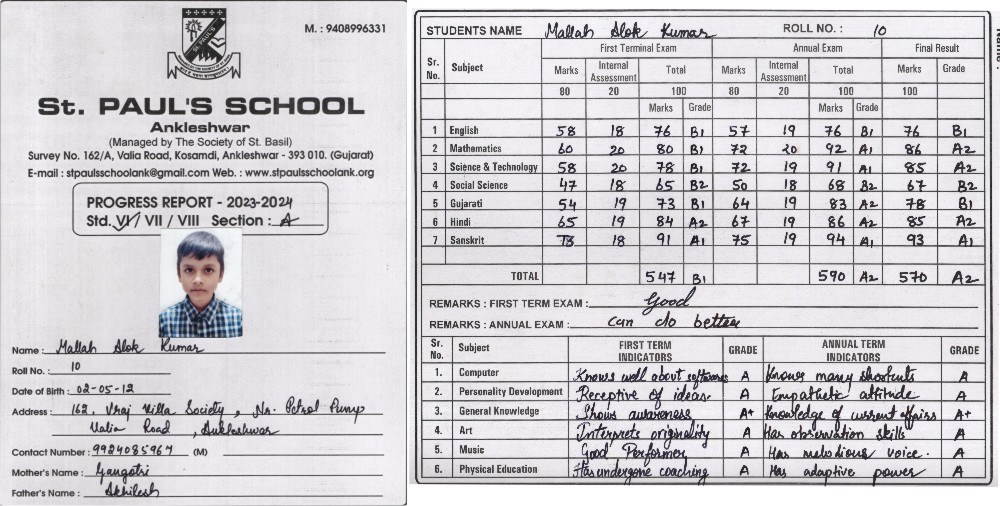 M. : 9408996331
St. PAUL'S
St. PAUL'S SCHOOL
Ankleshwar
(Managed by The Society of St. Basil)
Survey No. 162/A, Valia Road, Kosamdi, Ankleshwar - 393 010. (Gujarat)
E-mail : stpaulsschoolank@gmail.com Web. : www.stpaulsschoolank.org
PROGRESS REPORT - 2023-2024
Std. VI / VII / VIII Section : A
Name : Mallah Alok Kumar
Roll No. : 10
Date of Birth : 02-05-12
Address : 162, Vraj Villa Society, Nr. Petrol Pump
Valia Road, Ankleshwar
Contact Number : 9924085967 (M)
Mother's Name : Gangotri
Father's Name : Akhilesh
STUDENTS NAME Mallah Alok Kumar ROLL NO. : 10
Sr. No. Subject First Terminal Exam Annual Exam Final Result
Marks Internal Assessment Total Marks Internal Assessment Total Marks Grade
80 20 100 80 20 100 100
Marks Grade Marks Grade
1 English 58 18 76 B1 57 19 76 B1 76 B1
2 Mathematics 60 20 80 B1 72 20 92 A1 86 A2
3 Science & Technology 58 20 78 B1 72 19 91 A1 85 A2
4 Social Science 47 18 65 B2 50 18 68 B2 67 B2
5 Gujarati 54 19 73 B1 64 19 83 A2 78 B1
6 Hindi 65 19 84 A2 67 19 86 A2 85 A2
7 Sanskrit 73 18 91 A1 75 19 94 A1 93 A1
TOTAL 547 B1 590 A2 570 A2
REMARKS : FIRST TERM EXAM : Good
REMARKS : ANNUAL EXAM : can do better
Sr. No. Subject FIRST TERM INDICATORS GRADE ANNUAL TERM INDICATORS GRADE
1. Computer Knows well about softwares A Knows many shortcuts A
2. Personality Development Receptive of ideas. A Empathetic attitude A
3. General Knowledge Shows awareness A+ Knowledge of current affairs A+
4. Art Interprets originality A Has observation skills A
5. Music Good Performer A Has melodious voice. A
6. Physical Education Has undergone coaching A Has adaptive power A